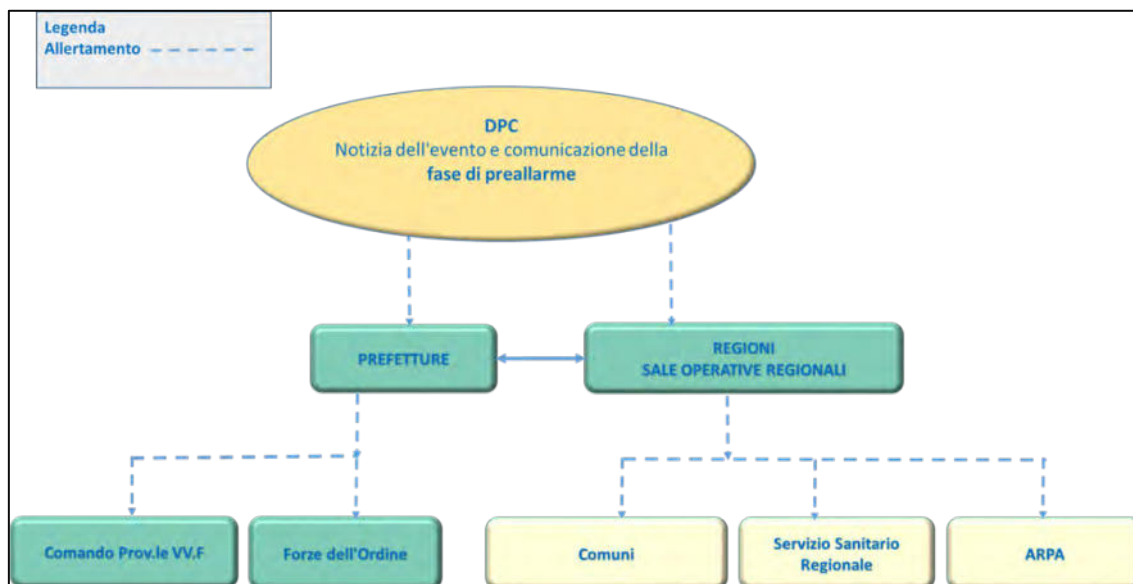 Legenda
Allertamento
DPC
Notizia dell'evento e comunicazione della
fase di preallarme
PREFETTURE
REGIONI
SALE OPERATIVE REGIONALI
Comando Prov.le VV.F
Forze dell'Ordine
Comuni
Servizio Sanitario
Regionale
ARPA